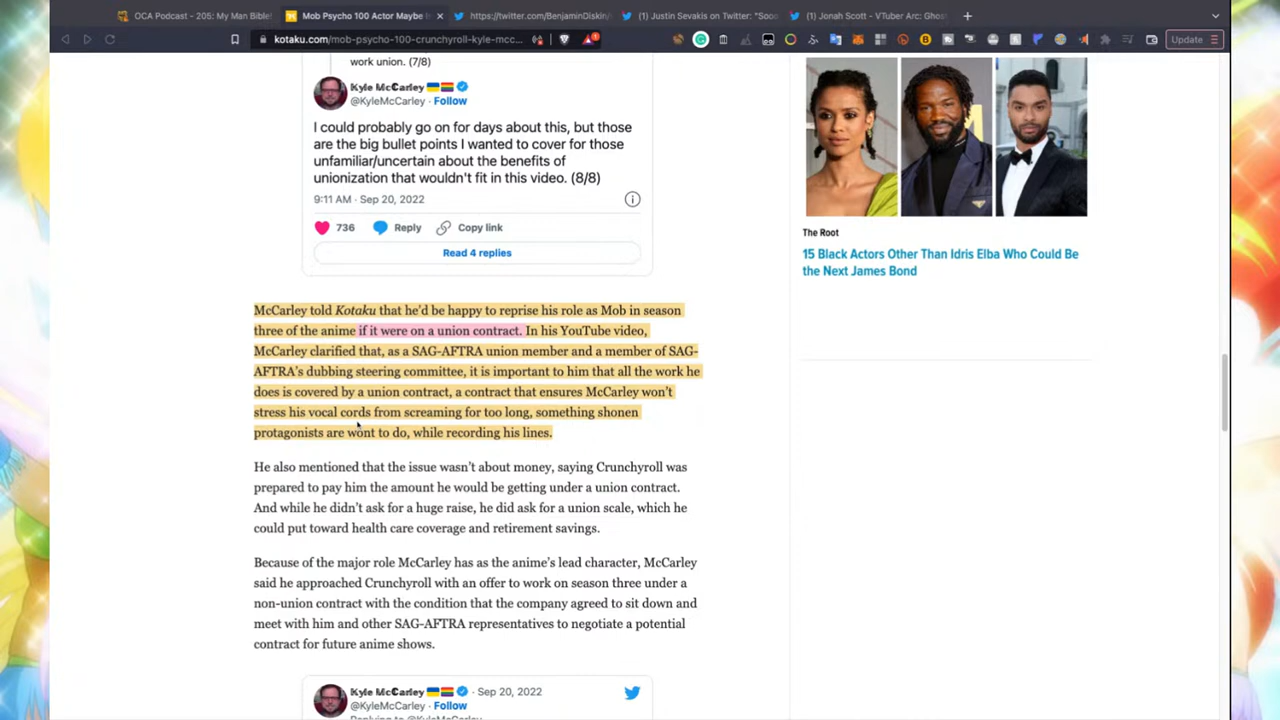 OCA Podcast - 205: My Man Bible!
Mob Psycho 100 Actor Maybe
https://twitter.com/BenjaminDiskin/
(1) Justin Sevakis on Twitter: "Sooo
(1) Jonah Scott - VTuber Arc: Ghos
kotaku.com/mob-psycho-100-crunchyroll-kyle-mcc...
Update
work union. (7/8)
Kyle McCarley
@KyleMcCarley · Follow
I could probably go on for days about this, but those
are the big bullet points I wanted to cover for those
unfamiliar/uncertain about the benefits of
unionization that wouldn't fit in this video. (8/8)
9:11 AM · Sep 20, 2022
736 Reply Copy link
Read 4 replies
The Root
15 Black Actors Other Than Idris Elba Who Could Be
the Next James Bond
McCarley told Kotaku that he'd be happy to reprise his role as Mob in season
three of the anime if it were on a union contract. In his YouTube video,
McCarley clarified that, as a SAG-AFTRA union member and a member of SAG-
AFTRA's dubbing steering committee, it is important to him that all the work he
does is covered by a union contract, a contract that ensures McCarley won't
stress his vocal cords from screaming for too long, something shonen
protagonists are wont to do, while recording his lines.
He also mentioned that the issue wasn't about money, saying Crunchyroll was
prepared to pay him the amount he would be getting under a union contract.
And while he didn't ask for a huge raise, he did ask for a union scale, which he
could put toward health care coverage and retirement savings.
Because of the major role McCarley has as the anime's lead character, McCarley
said he approached Crunchyroll with an offer to work on season three under a
non-union contract with the condition that the company agreed to sit down and
meet with him and other SAG-AFTRA representatives to negotiate a potential
contract for future anime shows.
Kyle McCarley · Sep 20, 2022
@KyleMcCarley · Follow
Replying to @KyleMcCarley